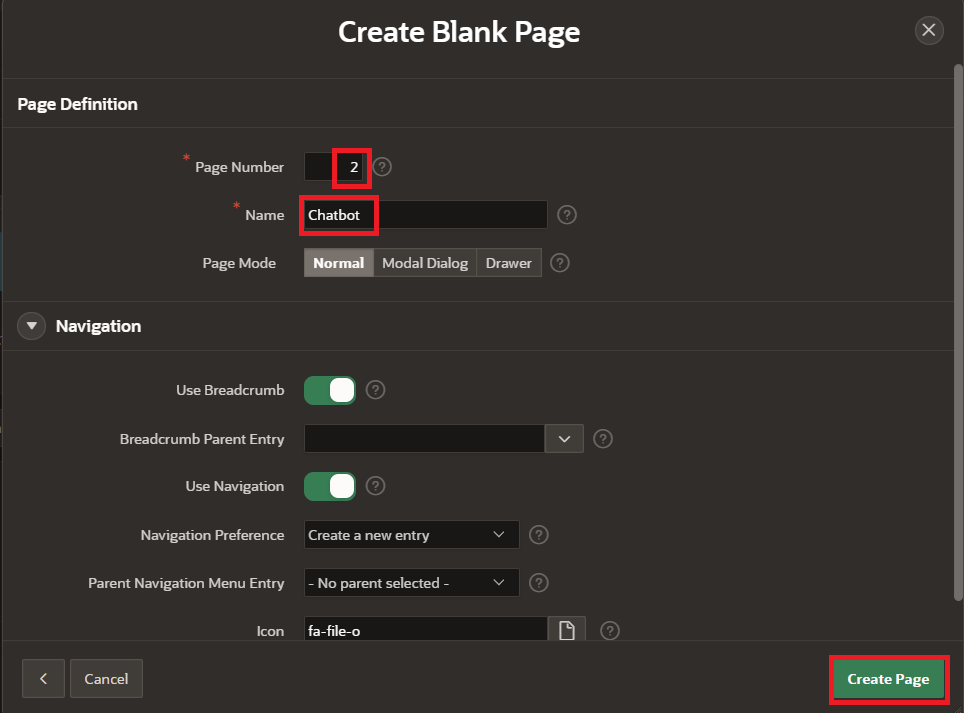 Create Blank Page
Page Definition
* Page Number 2 ?
* Name Chatbot ?
Page Mode Normal Modal Dialog Drawer ?
Navigation
Use Breadcrumb ?
Breadcrumb Parent Entry ?
Use Navigation ?
Navigation Preference Create a new entry ?
Parent Navigation Menu Entry - No parent selected - ?
Icon fa-file-o ?
Cancel Create Page